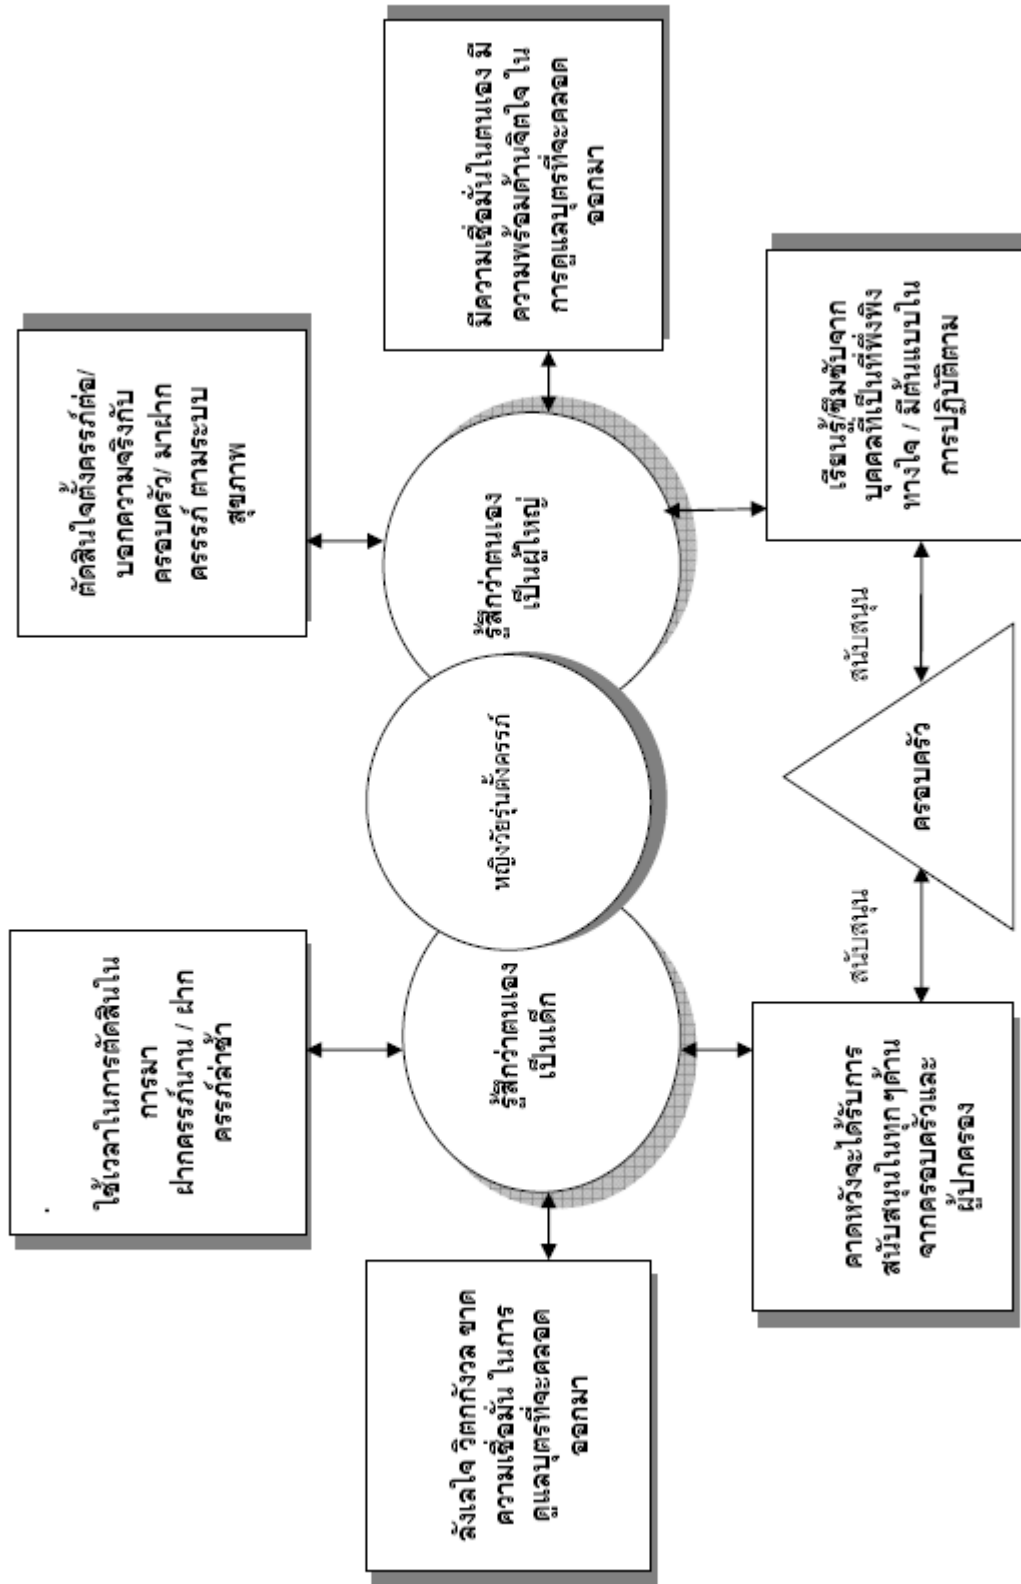 .
ใช้เวลาในการตัดสินใน
การมา
ฝากครรภ์นาน / ฝาก
ครรภ์ล่าช้า
ตัดสินใจตั้งครรภ์ต่อ/
บอกความจริงกับ
ครอบครัว/ มาฝาก
ครรรภ์ ตามระบบ
สุขภาพ
ลังเลใจ วิตกกังวล ขาด
ความเชื่อมั่น ในการ
ดูแลบุตรที่จะคลอด
ออกมา
รู้สึกว่าตนเอง
เป็นเด็ก
หญิงวัยรุ่นตั้งครรภ์
รู้สึกว่าตนเอง
เป็นผู้ใหญ่
มีความเชื่อมั่นในตนเอง มี
ความพร้อมด้านจิตใจ ใน
การดูแลบุตรที่จะคลอด
ออกมา
คาดหวังจะได้รับการ
สนับสนุนในทุกๆด้าน
จากครอบครัวและ
ผู้ปกครอง
สนับสนุน
ครอบครัว
สนับสนุน
เรียนรู้/ซึมซับจาก
บุคคลที่เป็นที่พึ่งพิง
ทางใจ / มีต้นแบบใน
การปฏิบัติตาม